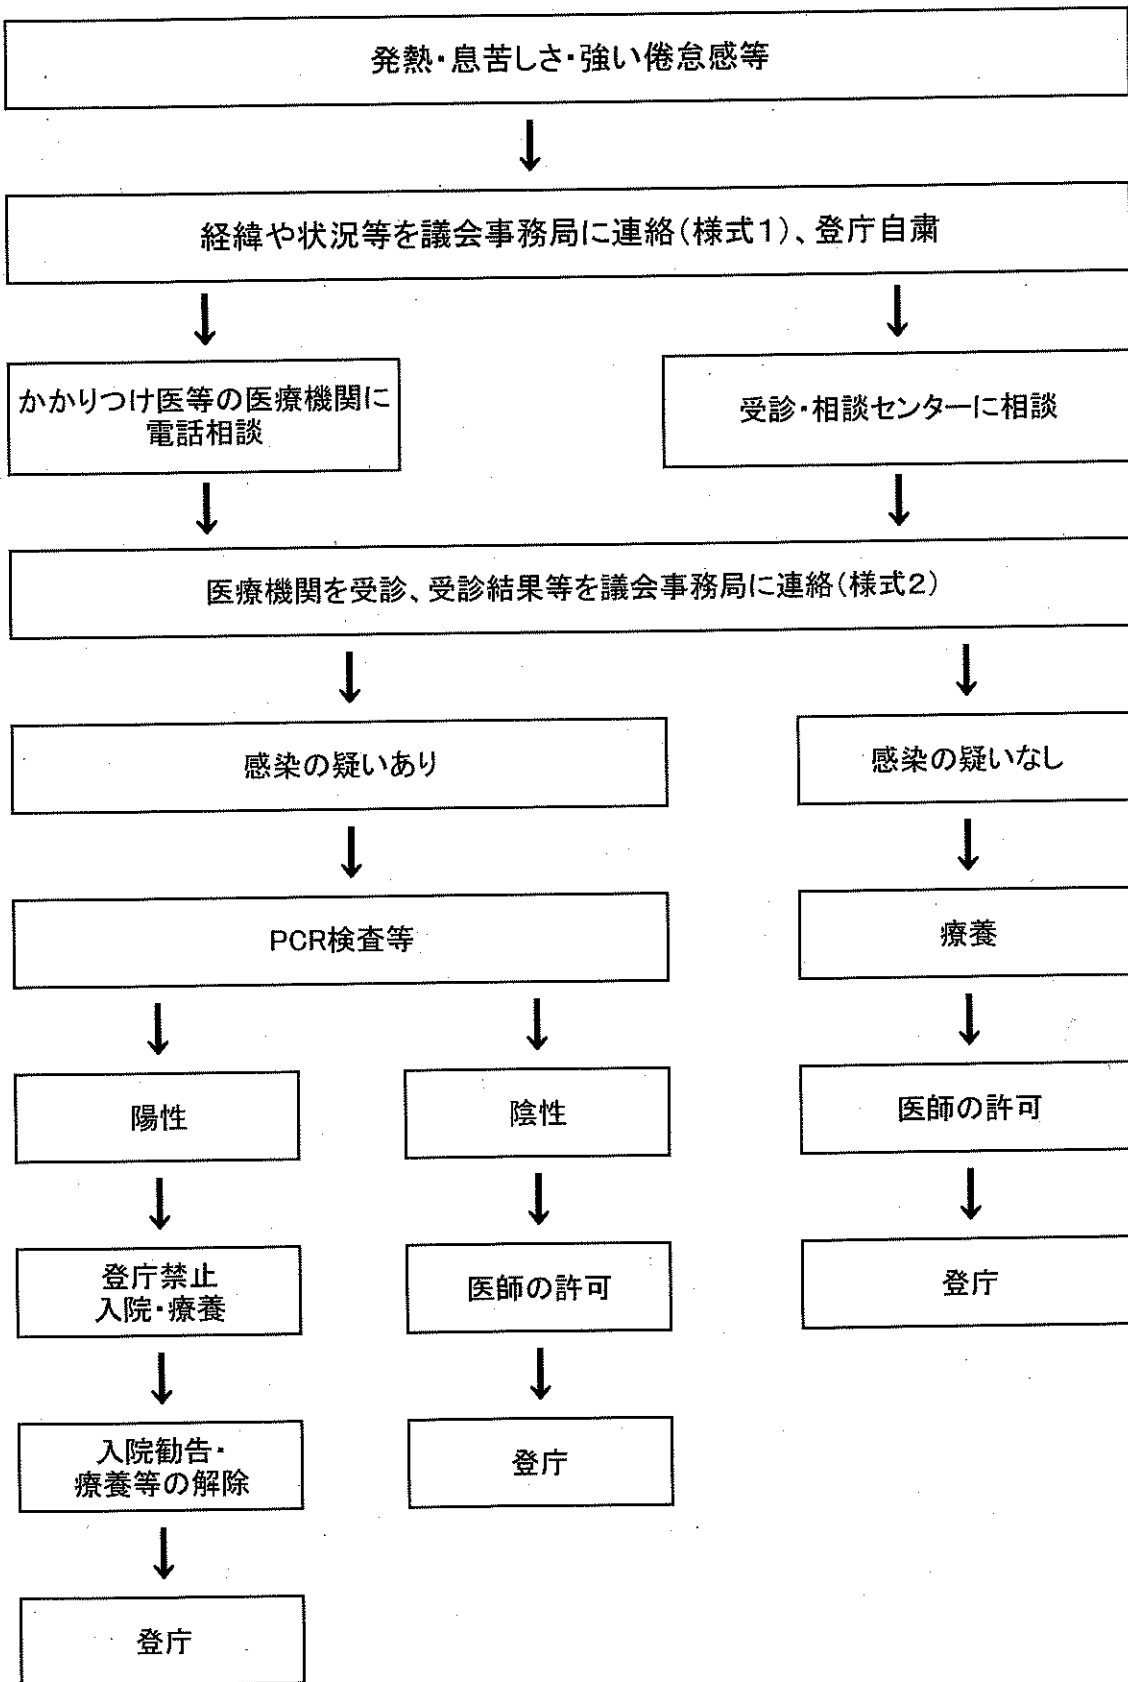 発熱・息苦しさ・強い倦怠感等
経緯や状況等を議会事務局に連絡(様式1)、登庁自粛
かかりつけ医等の医療機関に
電話相談
受診・相談センターに相談
医療機関を受診、受診結果等を議会事務局に連絡(様式2)
感染の疑いあり
感染の疑いなし
PCR検査等
療養
陽性
陰性
医師の許可
登庁禁止
入院・療養
医師の許可
登庁
入院勧告・
療養等の解除
登庁
登庁